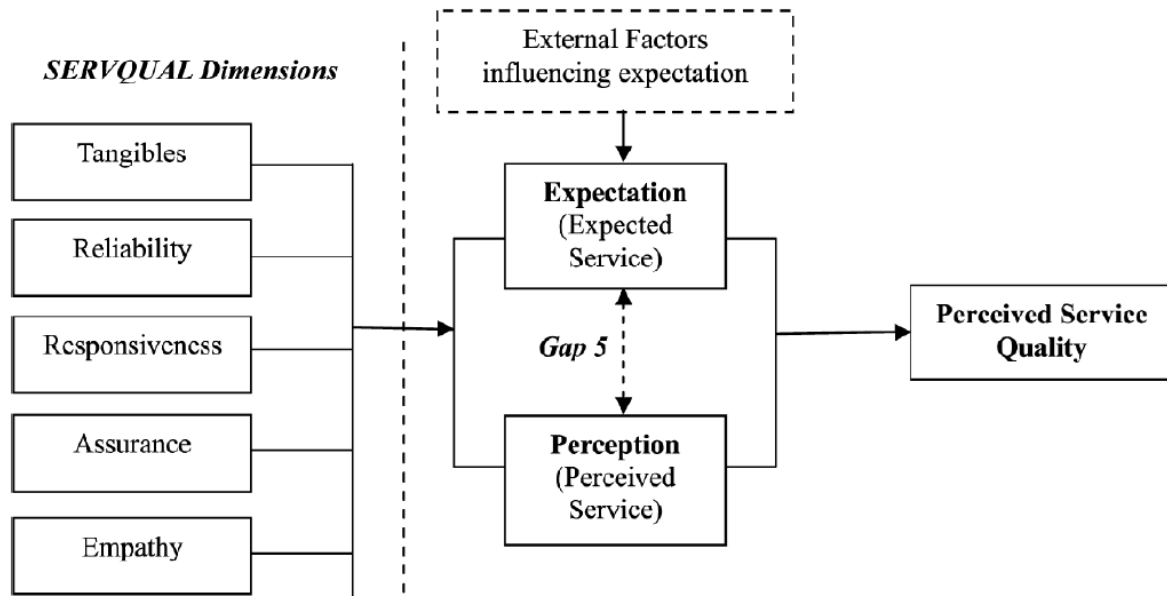 SERVQUAL Dimensions
Tangibles
Reliability
Responsiveness
Assurance
Empathy
External Factors
influencing expectation
Expectation
(Expected
Service)
Gap 5
Perception
(Perceived
Service)
Perceived Service
Quality